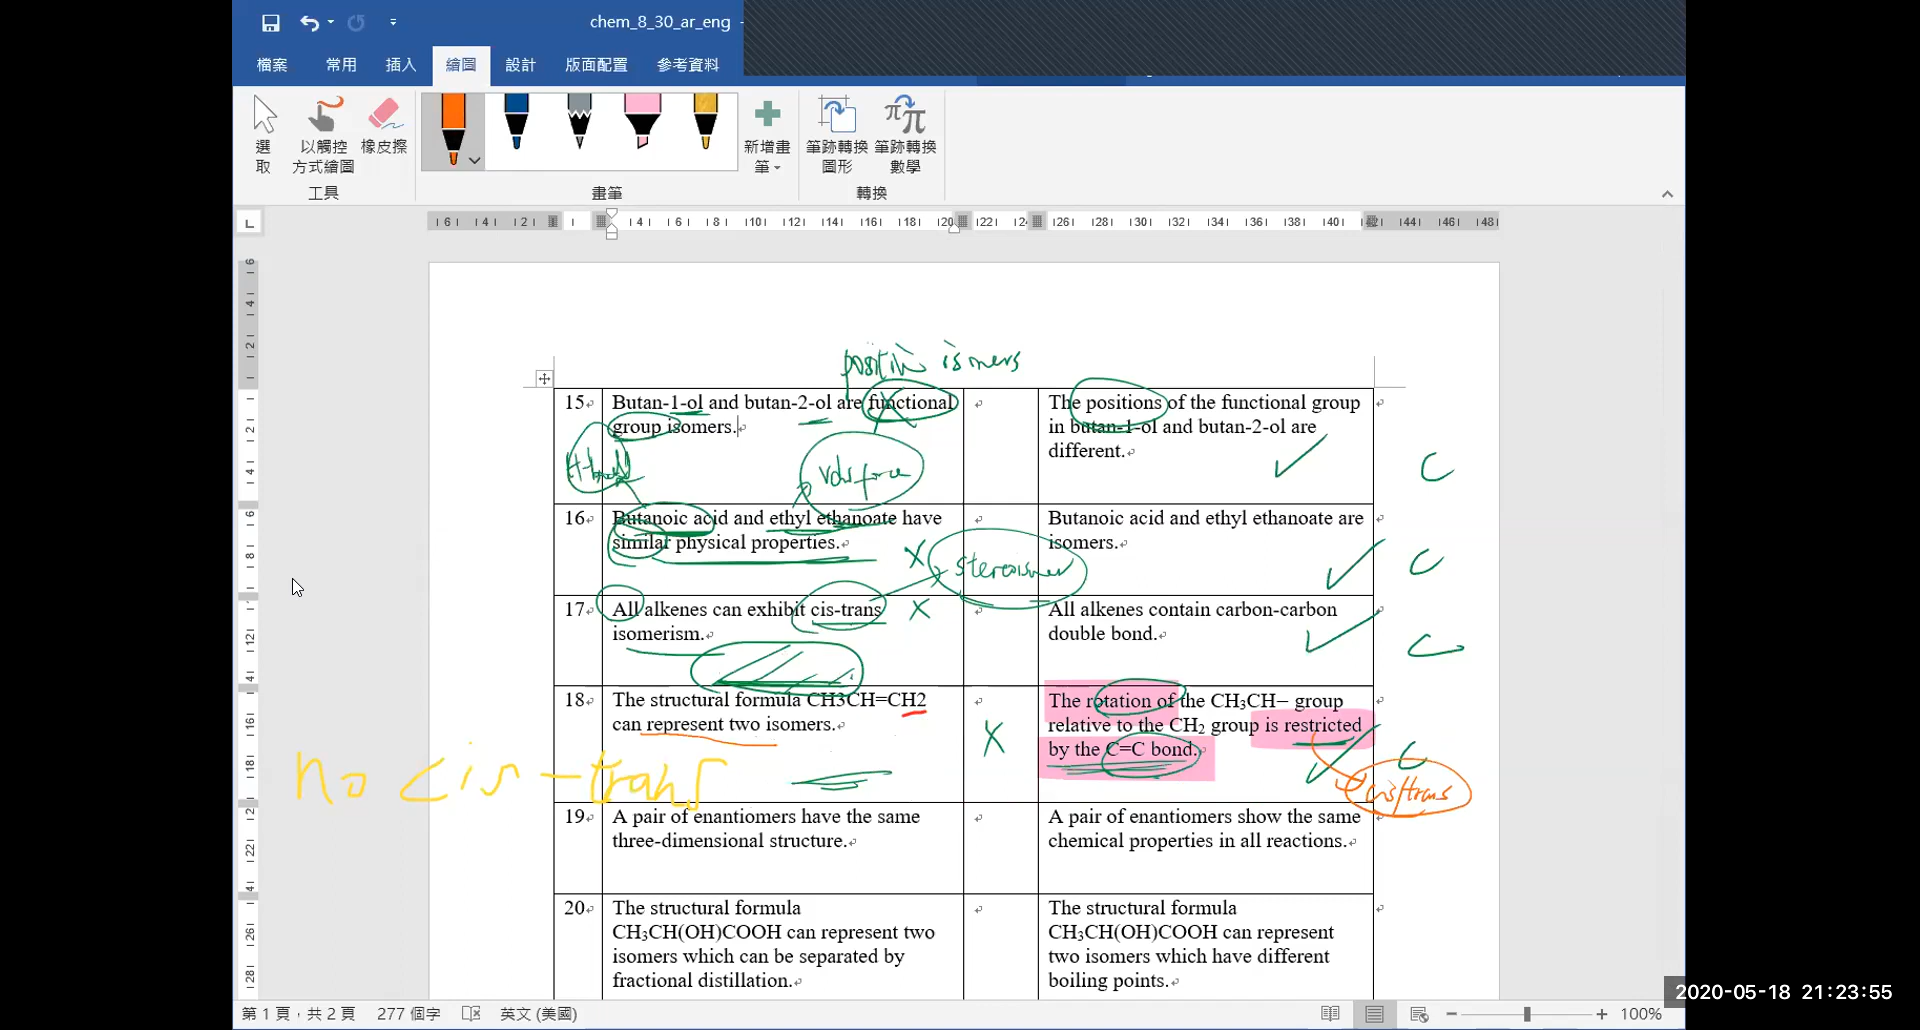 chem_8_30_ar_eng -
檔案 常用 插入 繪圖 設計 版面配置 參考資料
選取 以觸控方式繪圖 橡皮擦 新增畫筆 筆跡轉換圖形 筆跡轉換數學
工具 畫筆 轉換
positin isomers
15 Butan-1-ol and butan-2-ol are functional
group isomers.
The positions of the functional group
in butan-1-ol and butan-2-ol are
different.
C
vdw force
16 Butanoic acid and ethyl ethanoate have
similar physical properties.
X
Butanoic acid and ethyl ethanoate are
isomers.
C
stereoisomer
17 All alkenes can exhibit cis-trans
isomerism.
X
All alkenes contain carbon-carbon
double bond.
C
18 The structural formula CH3CH=CH2
can represent two isomers.
X
The rotation of the CH₃CH− group
relative to the CH₂ group is restricted
by the C=C bond.
C
cis/trans
no cis-trans
19 A pair of enantiomers have the same
three-dimensional structure.
A pair of enantiomers show the same
chemical properties in all reactions.
20 The structural formula
CH₃CH(OH)COOH can represent two
isomers which can be separated by
fractional distillation.
The structural formula
CH₃CH(OH)COOH can represent
two isomers which have different
boiling points.
第 1 頁，共 2 頁 277 個字 英文 (美國) 100%
2020-05-18 21:23:55